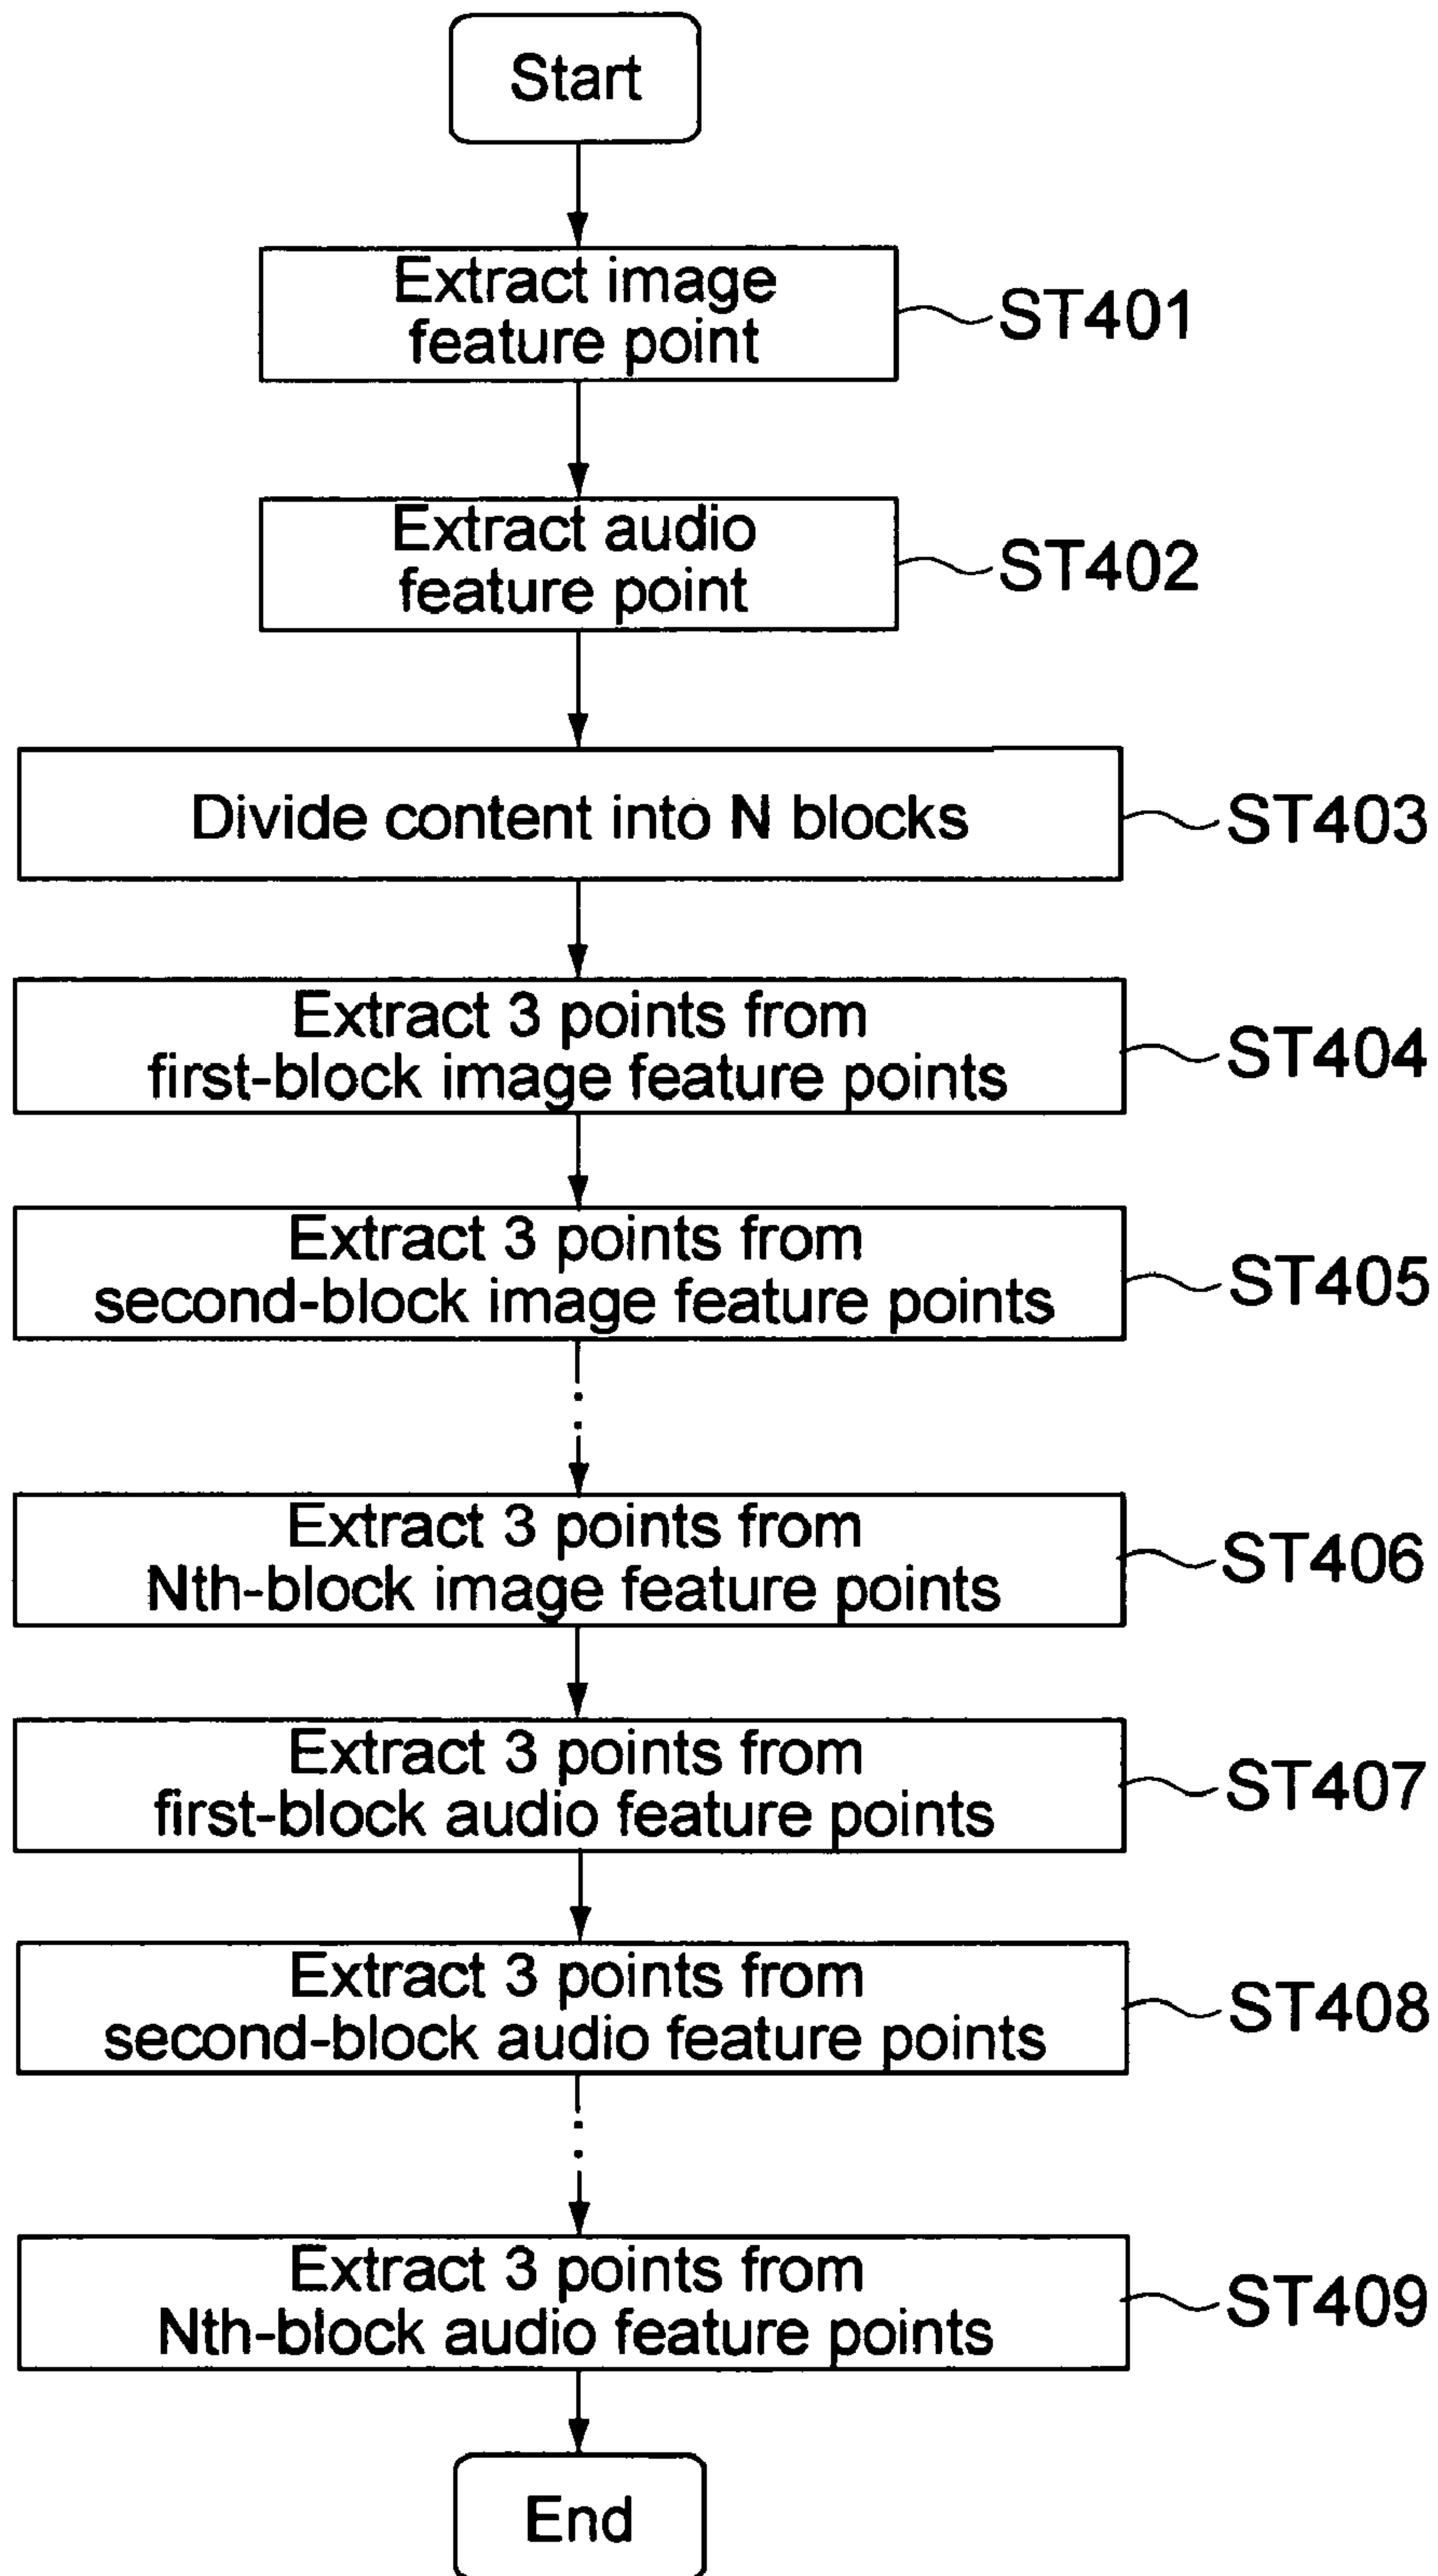 Start
Extract image
feature point
ST401
Extract audio
feature point
ST402
Divide content into N blocks
ST403
Extract 3 points from
first-block image feature points
ST404
Extract 3 points from
second-block image feature points
ST405
Extract 3 points from
Nth-block image feature points
ST406
Extract 3 points from
first-block audio feature points
ST407
Extract 3 points from
second-block audio feature points
ST408
Extract 3 points from
Nth-block audio feature points
ST409
End